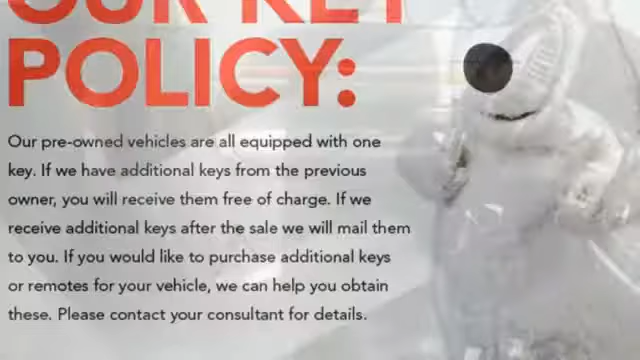 OUR KEY
POLICY:
Our pre-owned vehicles are all equipped with one
key. If we have additional keys from the previous
owner, you will receive them free of charge. If we
receive additional keys after the sale we will mail them
to you. If you would like to purchase additional keys
or remotes for your vehicle, we can help you obtain
these. Please contact your consultant for details.